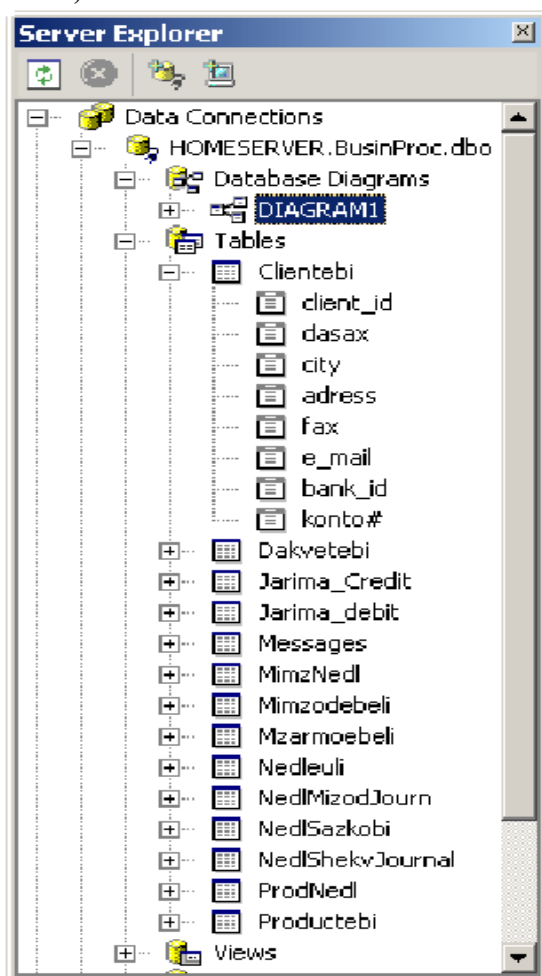 Server Explorer
Data Connections
HOMESERVER.BusinProc.dbo
Database Diagrams
DIAGRAM1
Tables
Clientebi
client_id
dasax
city
adress
fax
e_mail
bank_id
konto#
Dakvetebi
Jarima_Credit
Jarima_debit
Messages
MimzNedl
Mimzodebeli
Mzarmoebeli
Nedleuli
NedlMizodJourn
NedlSazkobi
NedlShekvJournal
ProdNedl
Productebi
Views